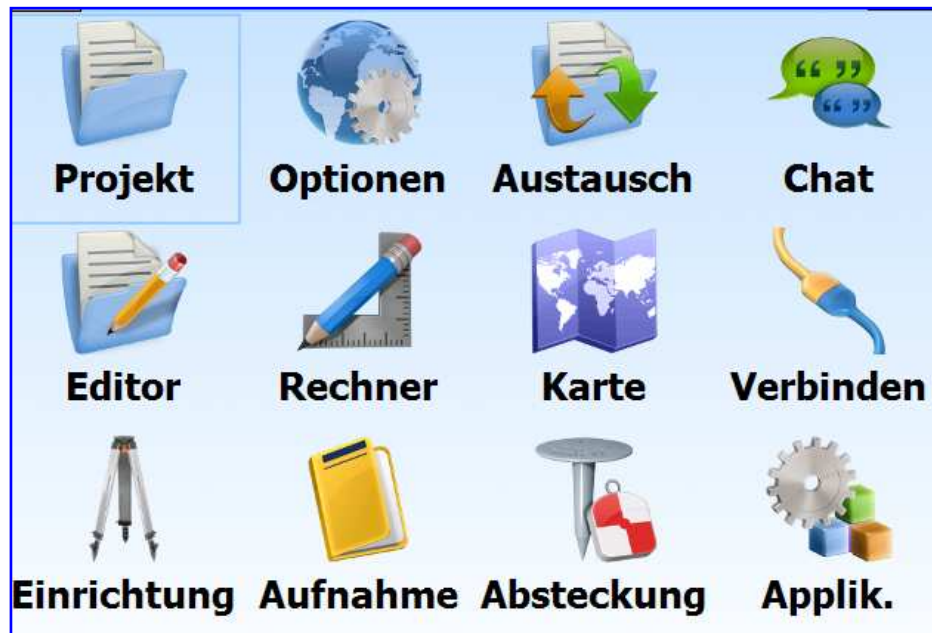 Projekt Optionen Austausch Chat
Editor Rechner Karte Verbinden
Einrichtung Aufnahme Absteckung Applik.